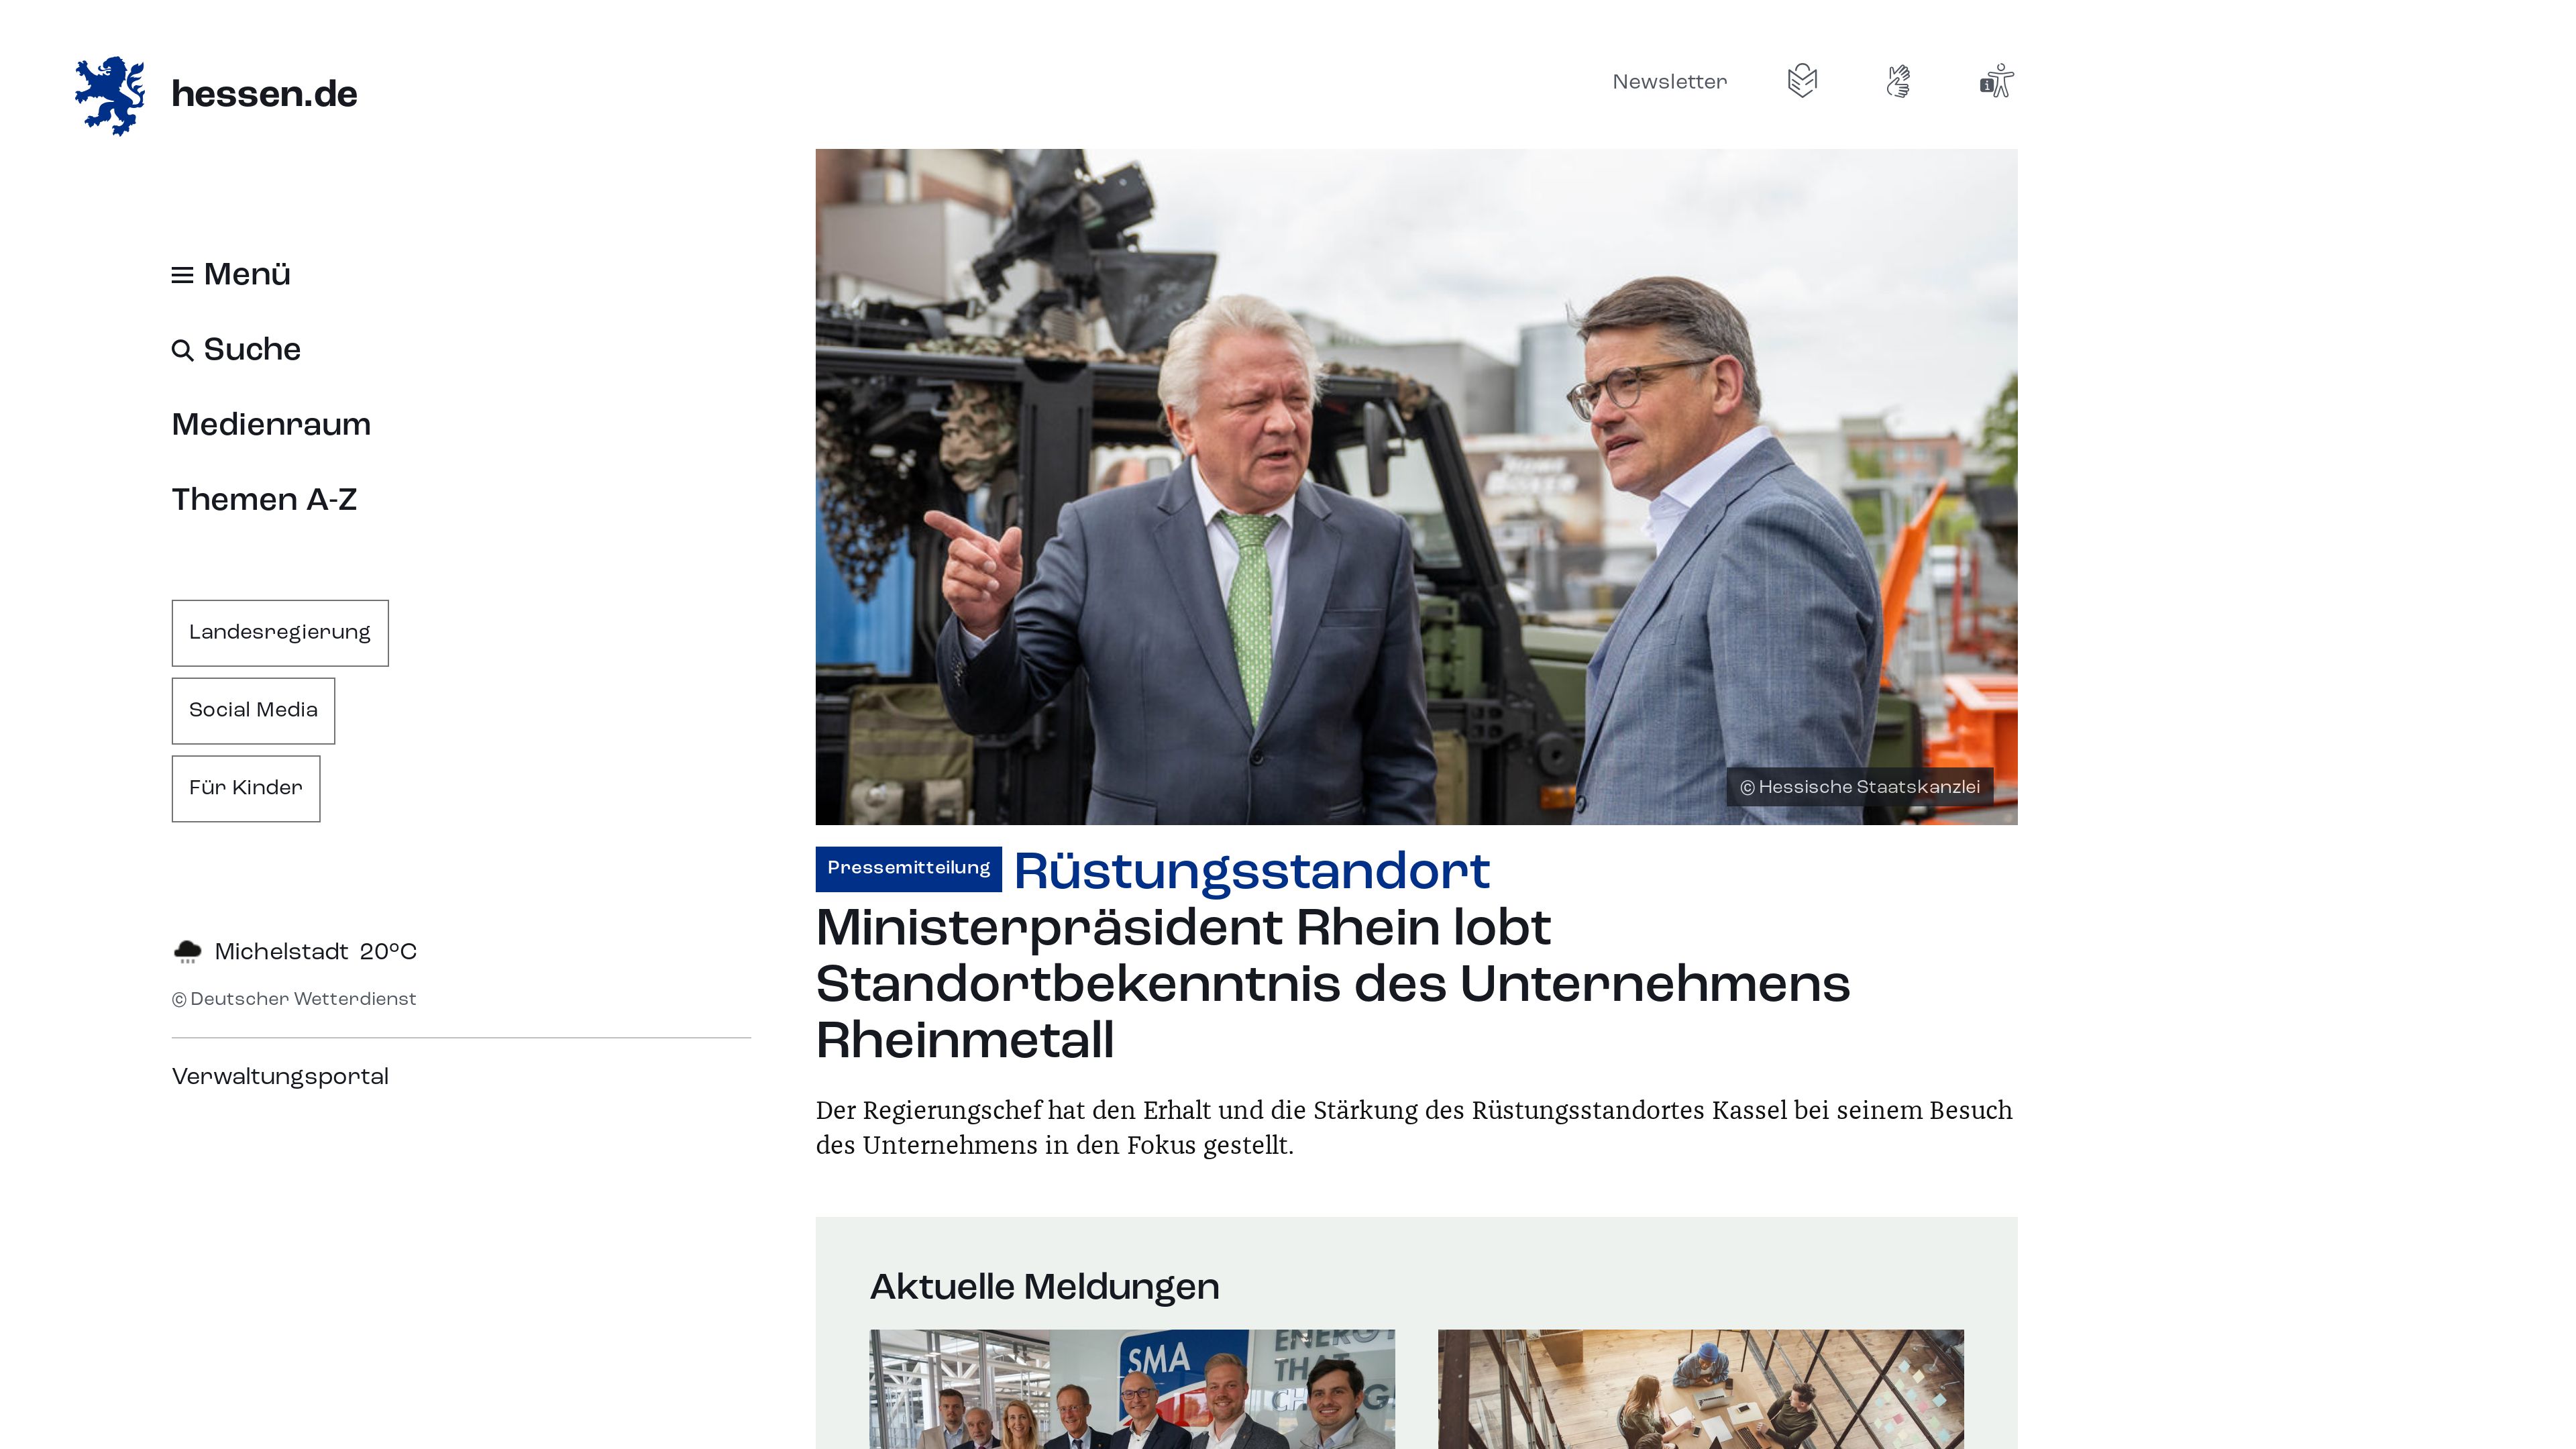 hessen.de
Newsletter
Menü
Suche
Medienraum
Themen A-Z
Landesregierung
Social Media
Für Kinder
Michelstadt 20°C
© Deutscher Wetterdienst
Verwaltungsportal
© Hessische Staatskanzlei
Pressemitteilung Rüstungsstandort
Ministerpräsident Rhein lobt
Standortbekenntnis des Unternehmens
Rheinmetall
Der Regierungschef hat den Erhalt und die Stärkung des Rüstungsstandortes Kassel bei seinem Besuch
des Unternehmens in den Fokus gestellt.
Aktuelle Meldungen
SMA
THAT